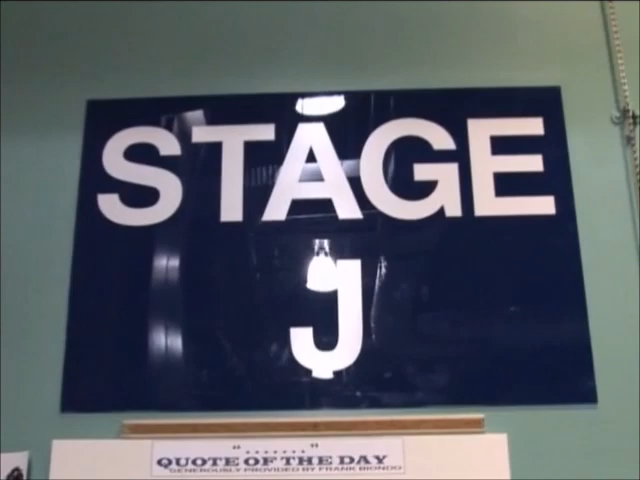 STAGE
J
" ....... "
QUOTE OF THE DAY
GENEROUSLY PROVIDED BY FRANK BIONDO